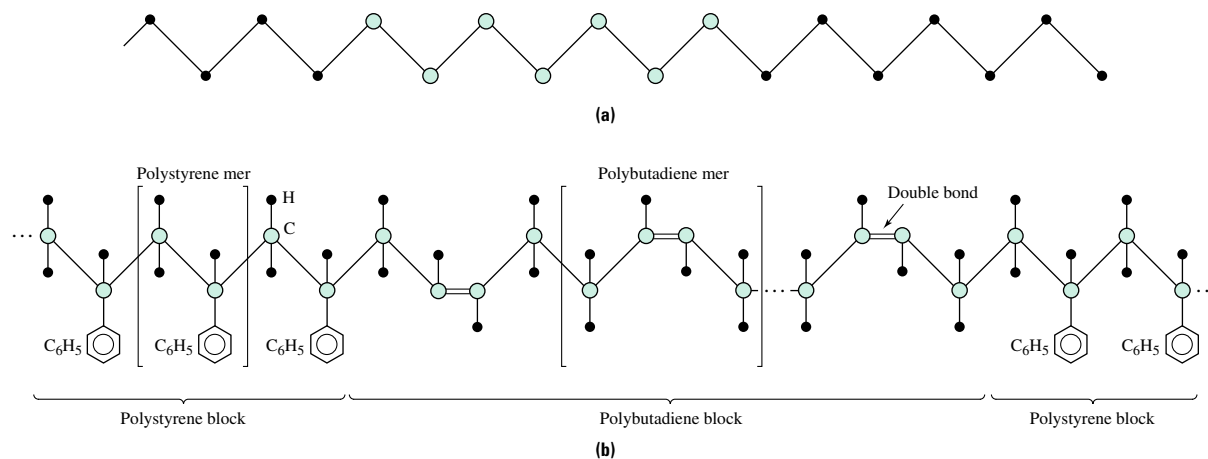 (a)
Polystyrene mer
Polybutadiene mer
H
Double bond
C
C₆H₅
C₆H₅
C₆H₅
C₆H₅
C₆H₅
Polystyrene block
Polybutadiene block
Polystyrene block
(b)